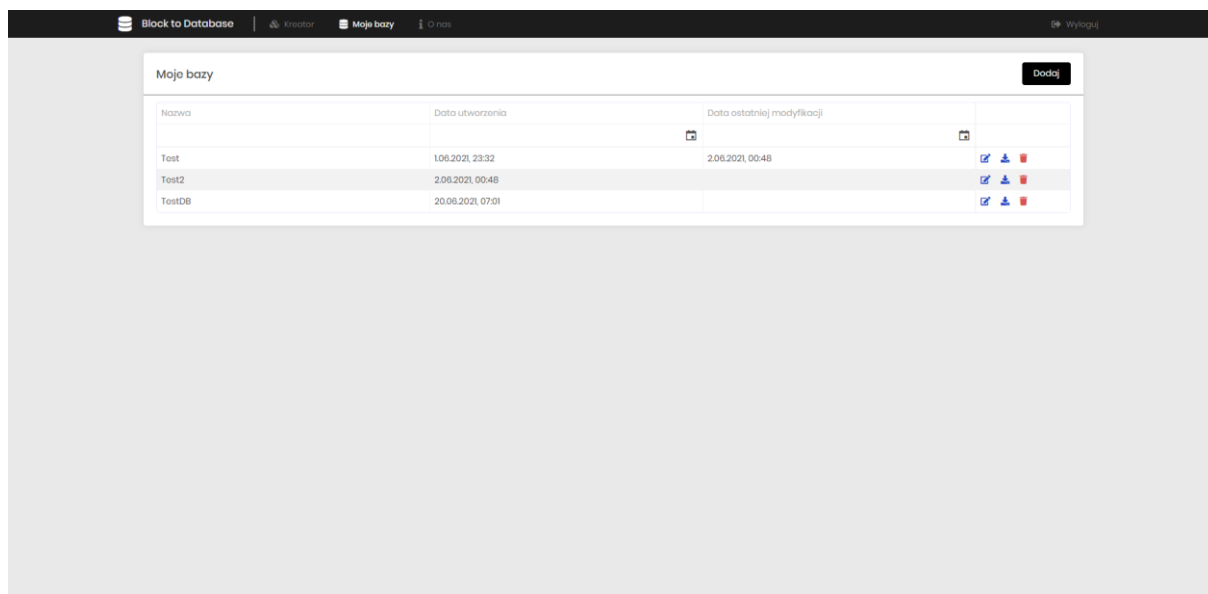 Block to Database Kreator Moje bazy O nas Wyloguj
Moje bazy Dodaj
Nazwa Data utworzenia Data ostatniej modyfikacji
Test 1.06.2021, 23:32 2.06.2021, 00:48
Test2 2.06.2021, 00:48
TestDB 20.06.2021, 07:01